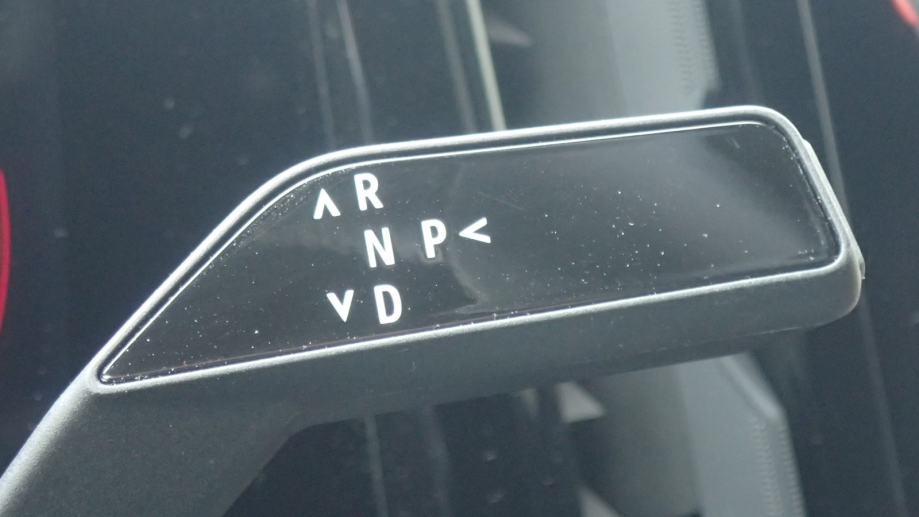 ∧ R
N P <
∨ D